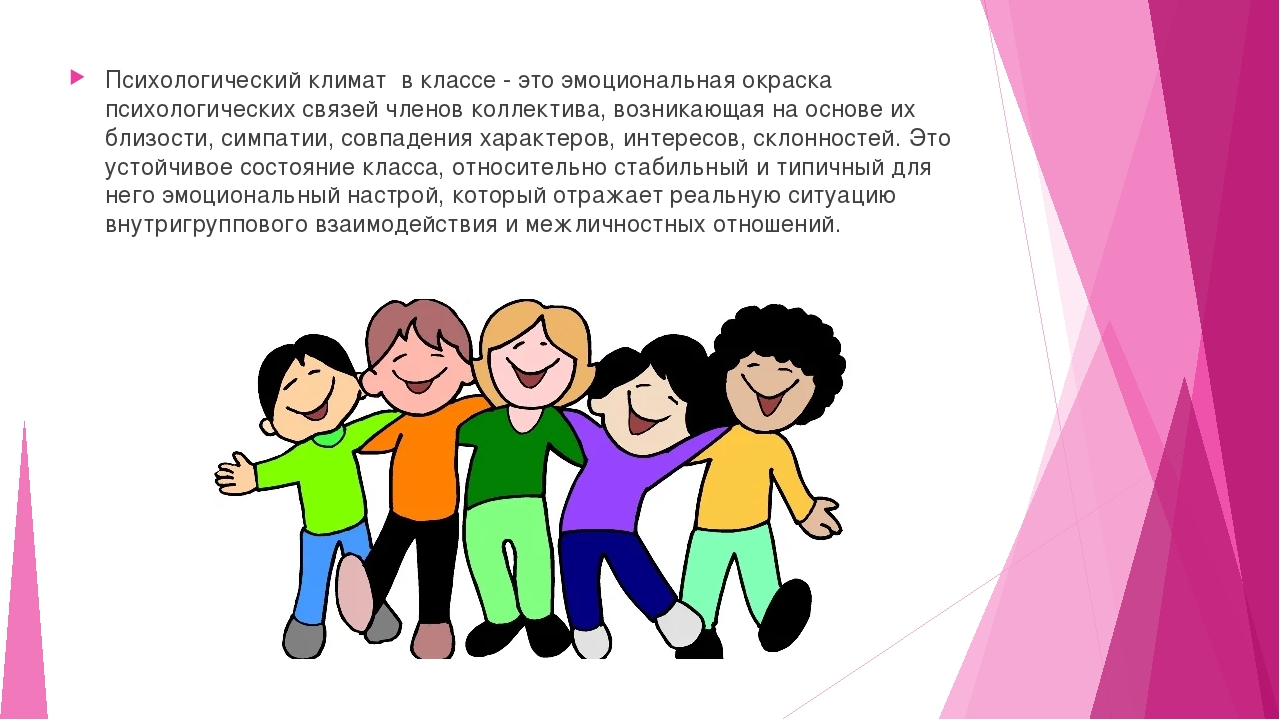 Психологический климат  в классе - это эмоциональная окраска
психологических связей членов коллектива, возникающая на основе их
близости, симпатии, совпадения характеров, интересов, склонностей. Это
устойчивое состояние класса, относительно стабильный и типичный для
него эмоциональный настрой, который отражает реальную ситуацию
внутригруппового взаимодействия и межличностных отношений.